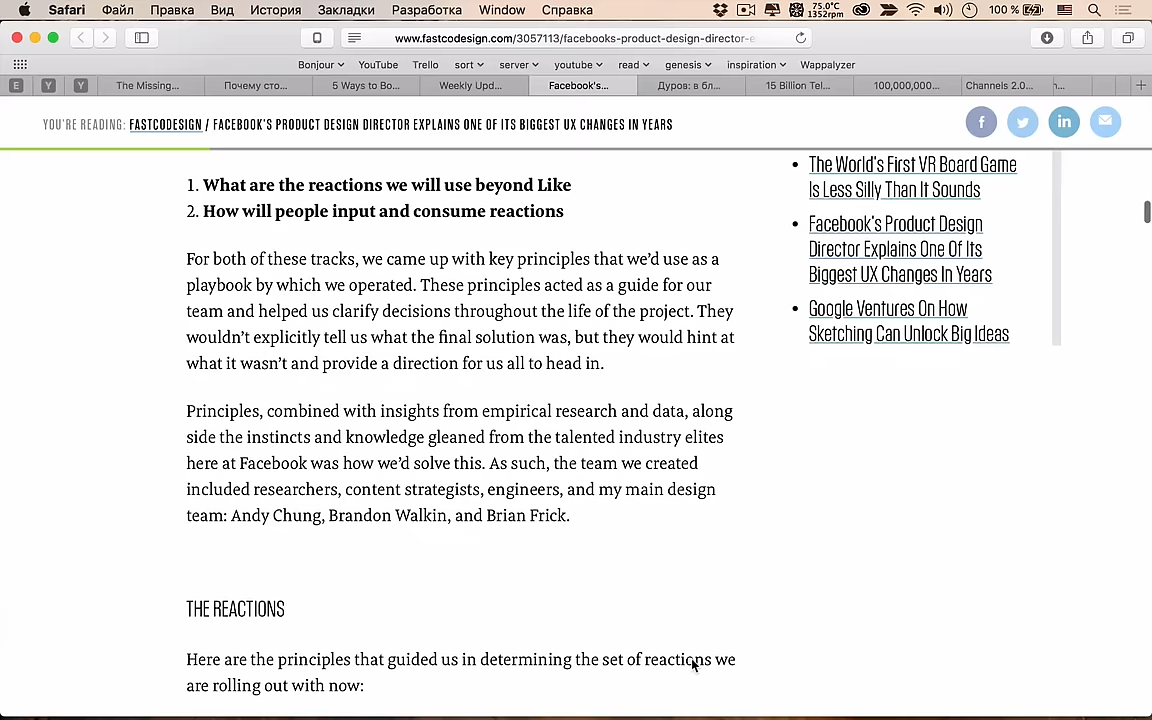 Safari Файл Правка Вид История Закладки Разработка Window Справка 75.0°C 1352rpm 100 %
www.fastcodesign.com/3057113/facebooks-product-design-director-e
Bonjour YouTube Trello sort server youtube read genesis inspiration Wappalyzer
E Y Y The Missing... Почему сто... 5 Ways to Bo... Weekly Upd... Facebook's... Дуров: в бл... 15 Billion Tel... 100,000,000... Channels 2.0...
YOU'RE READING: FASTCODESIGN / FACEBOOK'S PRODUCT DESIGN DIRECTOR EXPLAINS ONE OF ITS BIGGEST UX CHANGES IN YEARS
1. What are the reactions we will use beyond Like
2. How will people input and consume reactions
For both of these tracks, we came up with key principles that we'd use as a
playbook by which we operated. These principles acted as a guide for our
team and helped us clarify decisions throughout the life of the project. They
wouldn't explicitly tell us what the final solution was, but they would hint at
what it wasn't and provide a direction for us all to head in.
Principles, combined with insights from empirical research and data, along
side the instincts and knowledge gleaned from the talented industry elites
here at Facebook was how we'd solve this. As such, the team we created
included researchers, content strategists, engineers, and my main design
team: Andy Chung, Brandon Walkin, and Brian Frick.
THE REACTIONS
Here are the principles that guided us in determining the set of reactions we
are rolling out with now:
• The World's First VR Board Game
Is Less Silly Than It Sounds
• Facebook's Product Design
Director Explains One Of Its
Biggest UX Changes In Years
• Google Ventures On How
Sketching Can Unlock Big Ideas